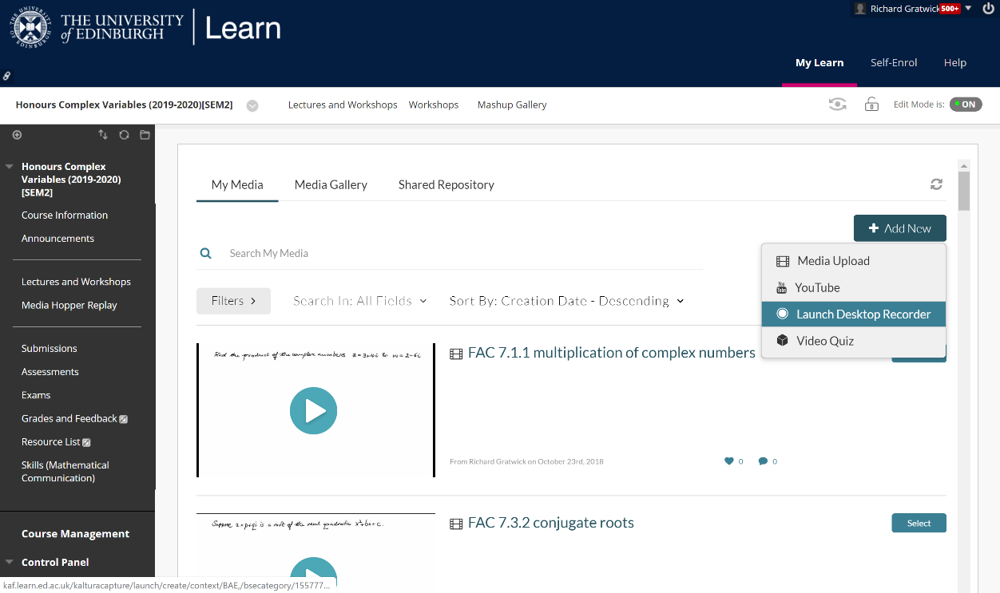 THE UNIVERSITY
of EDINBURGH
Learn
Richard Gratwick 500+
My Learn Self-Enrol Help
Honours Complex Variables (2019-2020)[SEM2] Lectures and Workshops Workshops Mashup Gallery 0 Edit Mode is: ON
Honours Complex
Variables (2019-2020)
[SEM2]
Course Information
Announcements
Lectures and Workshops
Media Hopper Replay
Submissions
Assessments
Exams
Grades and Feedback
Resource List
Skills (Mathematical
Communication)
Course Management
Control Panel
My Media Media Gallery Shared Repository
+ Add New
Search My Media
Media Upload
You Tube YouTube
Launch Desktop Recorder
Video Quiz
Filters > Search In: All Fields Sort By: Creation Date - Descending
Find the product of the complex numbers z = 3+4i & w = 2-6i
FAC 7.1.1 multiplication of complex numbers
From Richard Gratwick on October 23rd, 2018 0 0
Suppose z = p+qi is a root of the real quadratic x²+bx+c.
FAC 7.3.2 conjugate roots
Select
kaf.learn.ed.ac.uk/kalturacapture/launch/create/context/BAE,/bsecategory/155777...